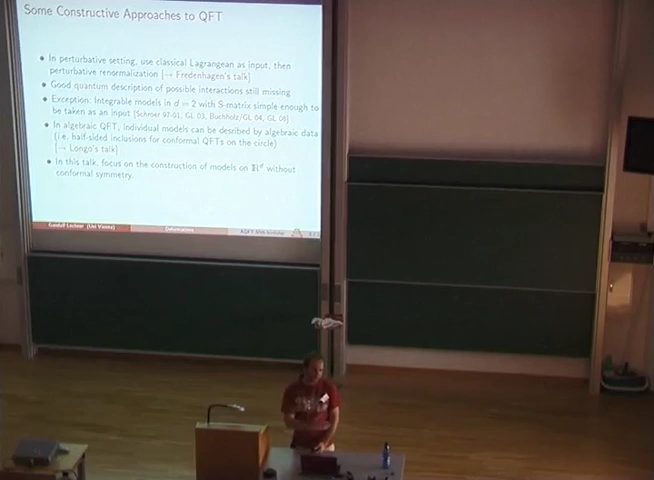 Some Constructive Approaches to QFT
• In perturbative setting, use classical Lagrangean as input, then
perturbative renormalization [→ Fredenhagen's talk]
• Good quantum description of possible interactions still missing
• Exception: Integrable models in d = 2 with S-matrix simple enough to
be taken as an input [Schroer 97-01, GL 03, Buchholz/GL 04, GL 06]
• In algebraic QFT, individual models can be desribed by algebraic data
(i.e. half-sided inclusions for conformal QFTs on the circle)
[→ Longo's talk]
• In this talk, focus on the construction of models on ℝᵈ without
conformal symmetry.
Gandalf Lechner (Uni Vienna) Deformations